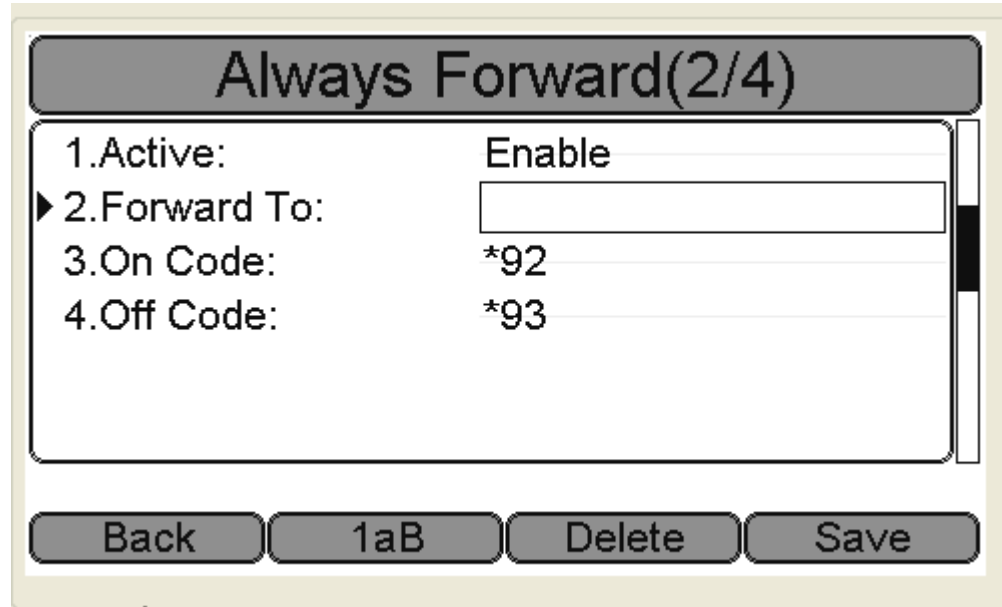 Always Forward(2/4)
1.Active: Enable
2.Forward To:
3.On Code: *92
4.Off Code: *93
Back 1aB Delete Save